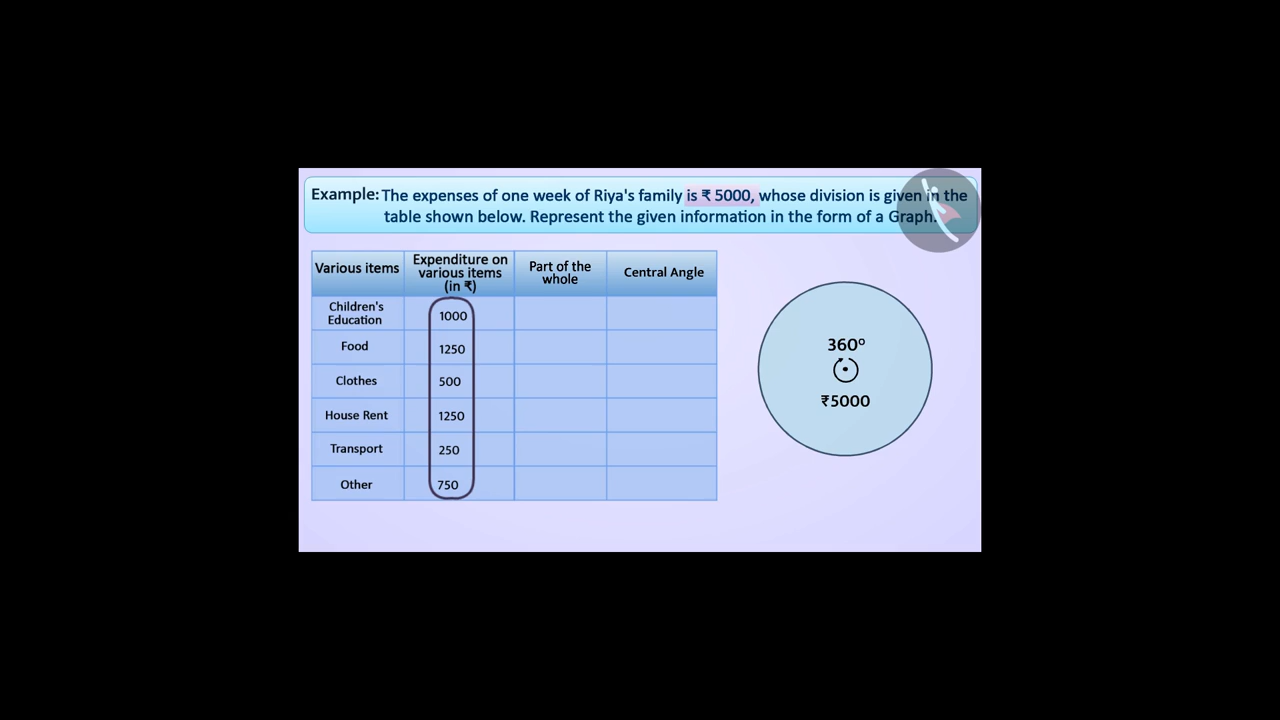 Example: The expenses of one week of Riya's family is ₹ 5000, whose division is given in the
table shown below. Represent the given information in the form of a Graph.
Various items
Expenditure on
various items
(in ₹)
Part of the
whole
Central Angle
Children's
Education
1000
Food
1250
Clothes
500
House Rent
1250
Transport
250
Other
750
360⁰
₹5000